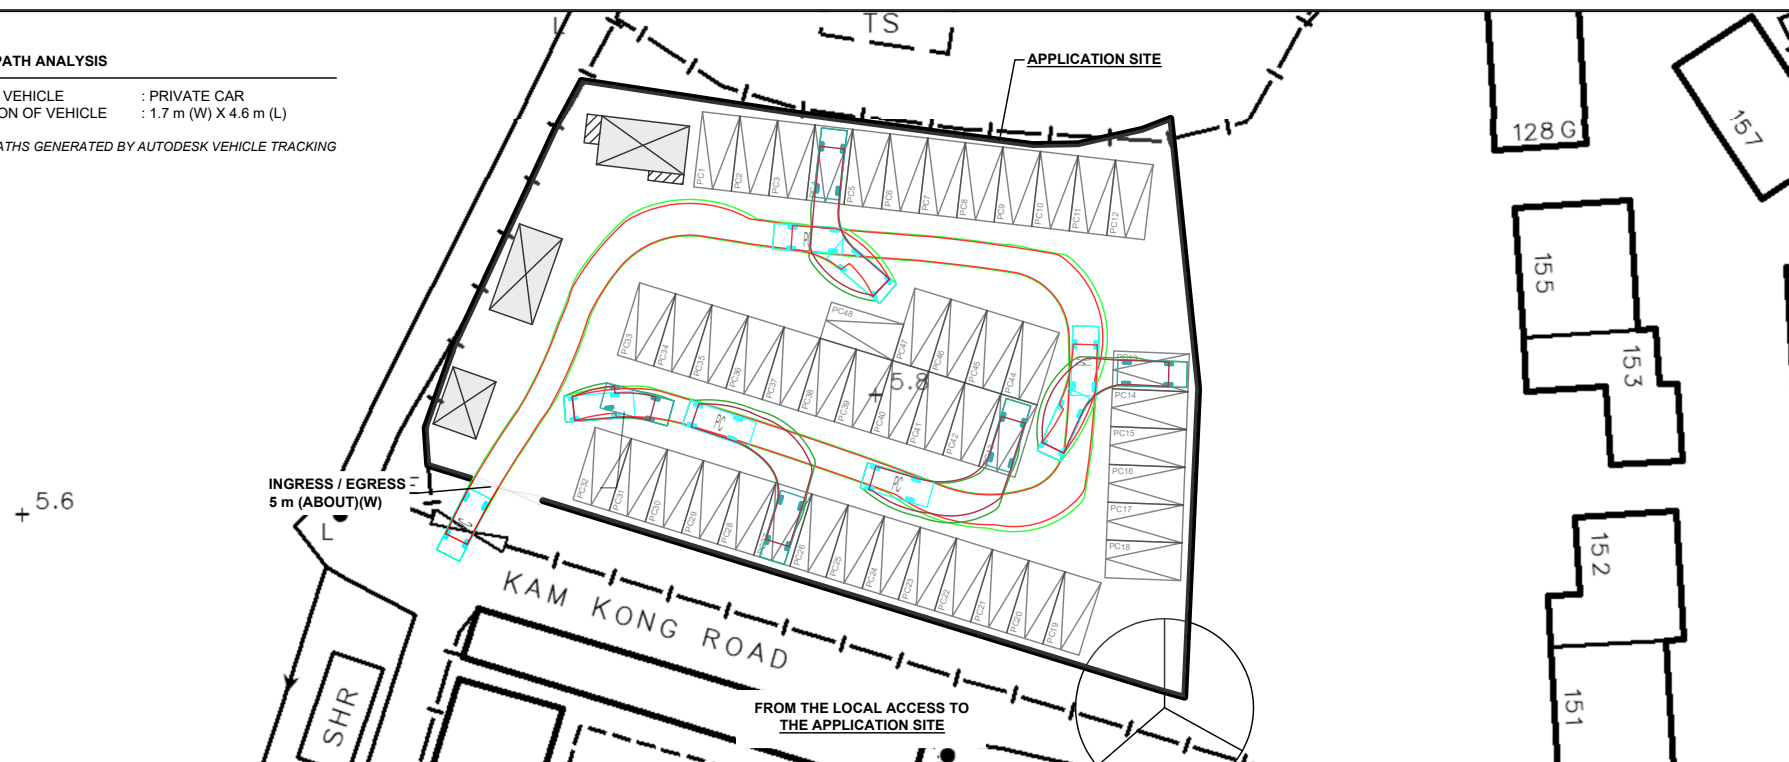 PATH ANALYSIS
VEHICLE : PRIVATE CAR
ON OF VEHICLE : 1.7 m (W) X 4.6 m (L)
ATHS GENERATED BY AUTODESK VEHICLE TRACKING
L
TS
APPLICATION SITE
128 G
157
155
153
152
151
PC1
PC2
PC3
PC5
PC6
PC7
PC8
PC9
PC10
PC11
PC12
PC
PC33
PC34
PC35
PC36
PC37
PC38
PC39
PC40
PC41
PC42
PC48
PC47
PC46
PC45
PC44
5.8
PC14
PC15
PC16
PC17
PC18
PC
PC
PC32
PC31
PC30
PC29
PC28
PC26
PC25
PC24
PC23
PC22
PC21
PC20
PC19
INGRESS / EGRESS
5 m (ABOUT)(W)
5.6
L
KAM KONG ROAD
SHR
FROM THE LOCAL ACCESS TO
THE APPLICATION SITE